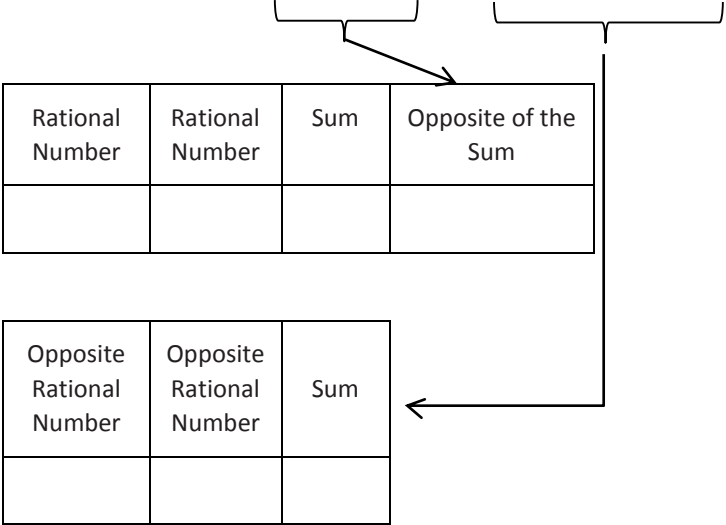 Rational Number
Rational Number
Sum
Opposite of the Sum
Opposite Rational Number
Opposite Rational Number
Sum